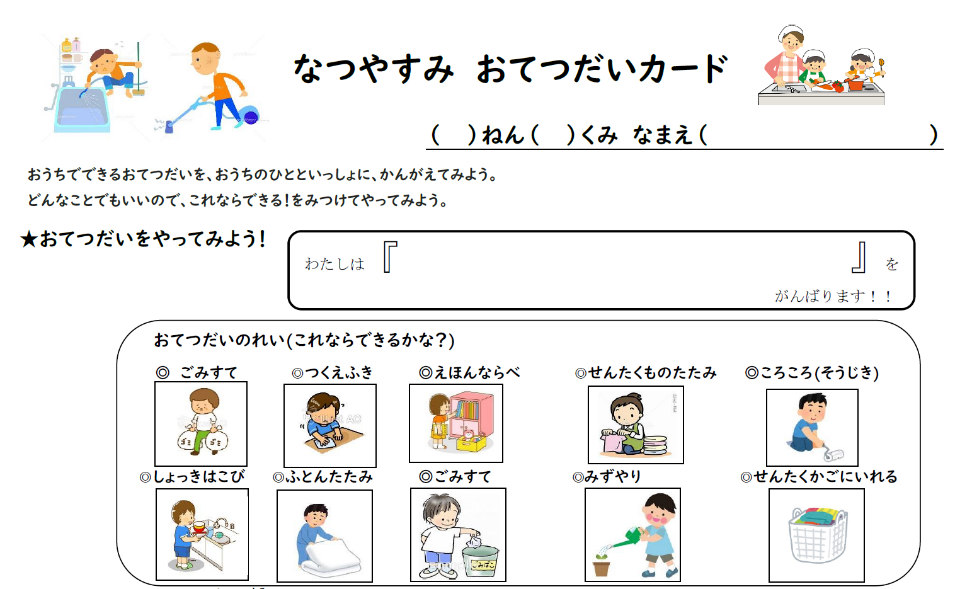 なつやすみ おてつだいカード
（　）ねん（　）くみ なまえ（　　　　　　　　）
おうちでできるおてつだいを、おうちのひとといっしょに、かんがえてみよう。
どんなことでもいいので、これならできる！をみつけてやってみよう。
★おてつだいをやってみよう！
わたしは 『　　　　　　　　』 を
がんばります！！
おてつだいのれい(これならできるかな？)
◎ ごみすて ◎つくえふき ◎えほんならべ ◎せんたくものたたみ ◎ころころ(そうじき)
◎しょっきはこび ◎ふとんたたみ ◎ごみすて ◎みずやり ◎せんたくかごにいれる
ごみばこ